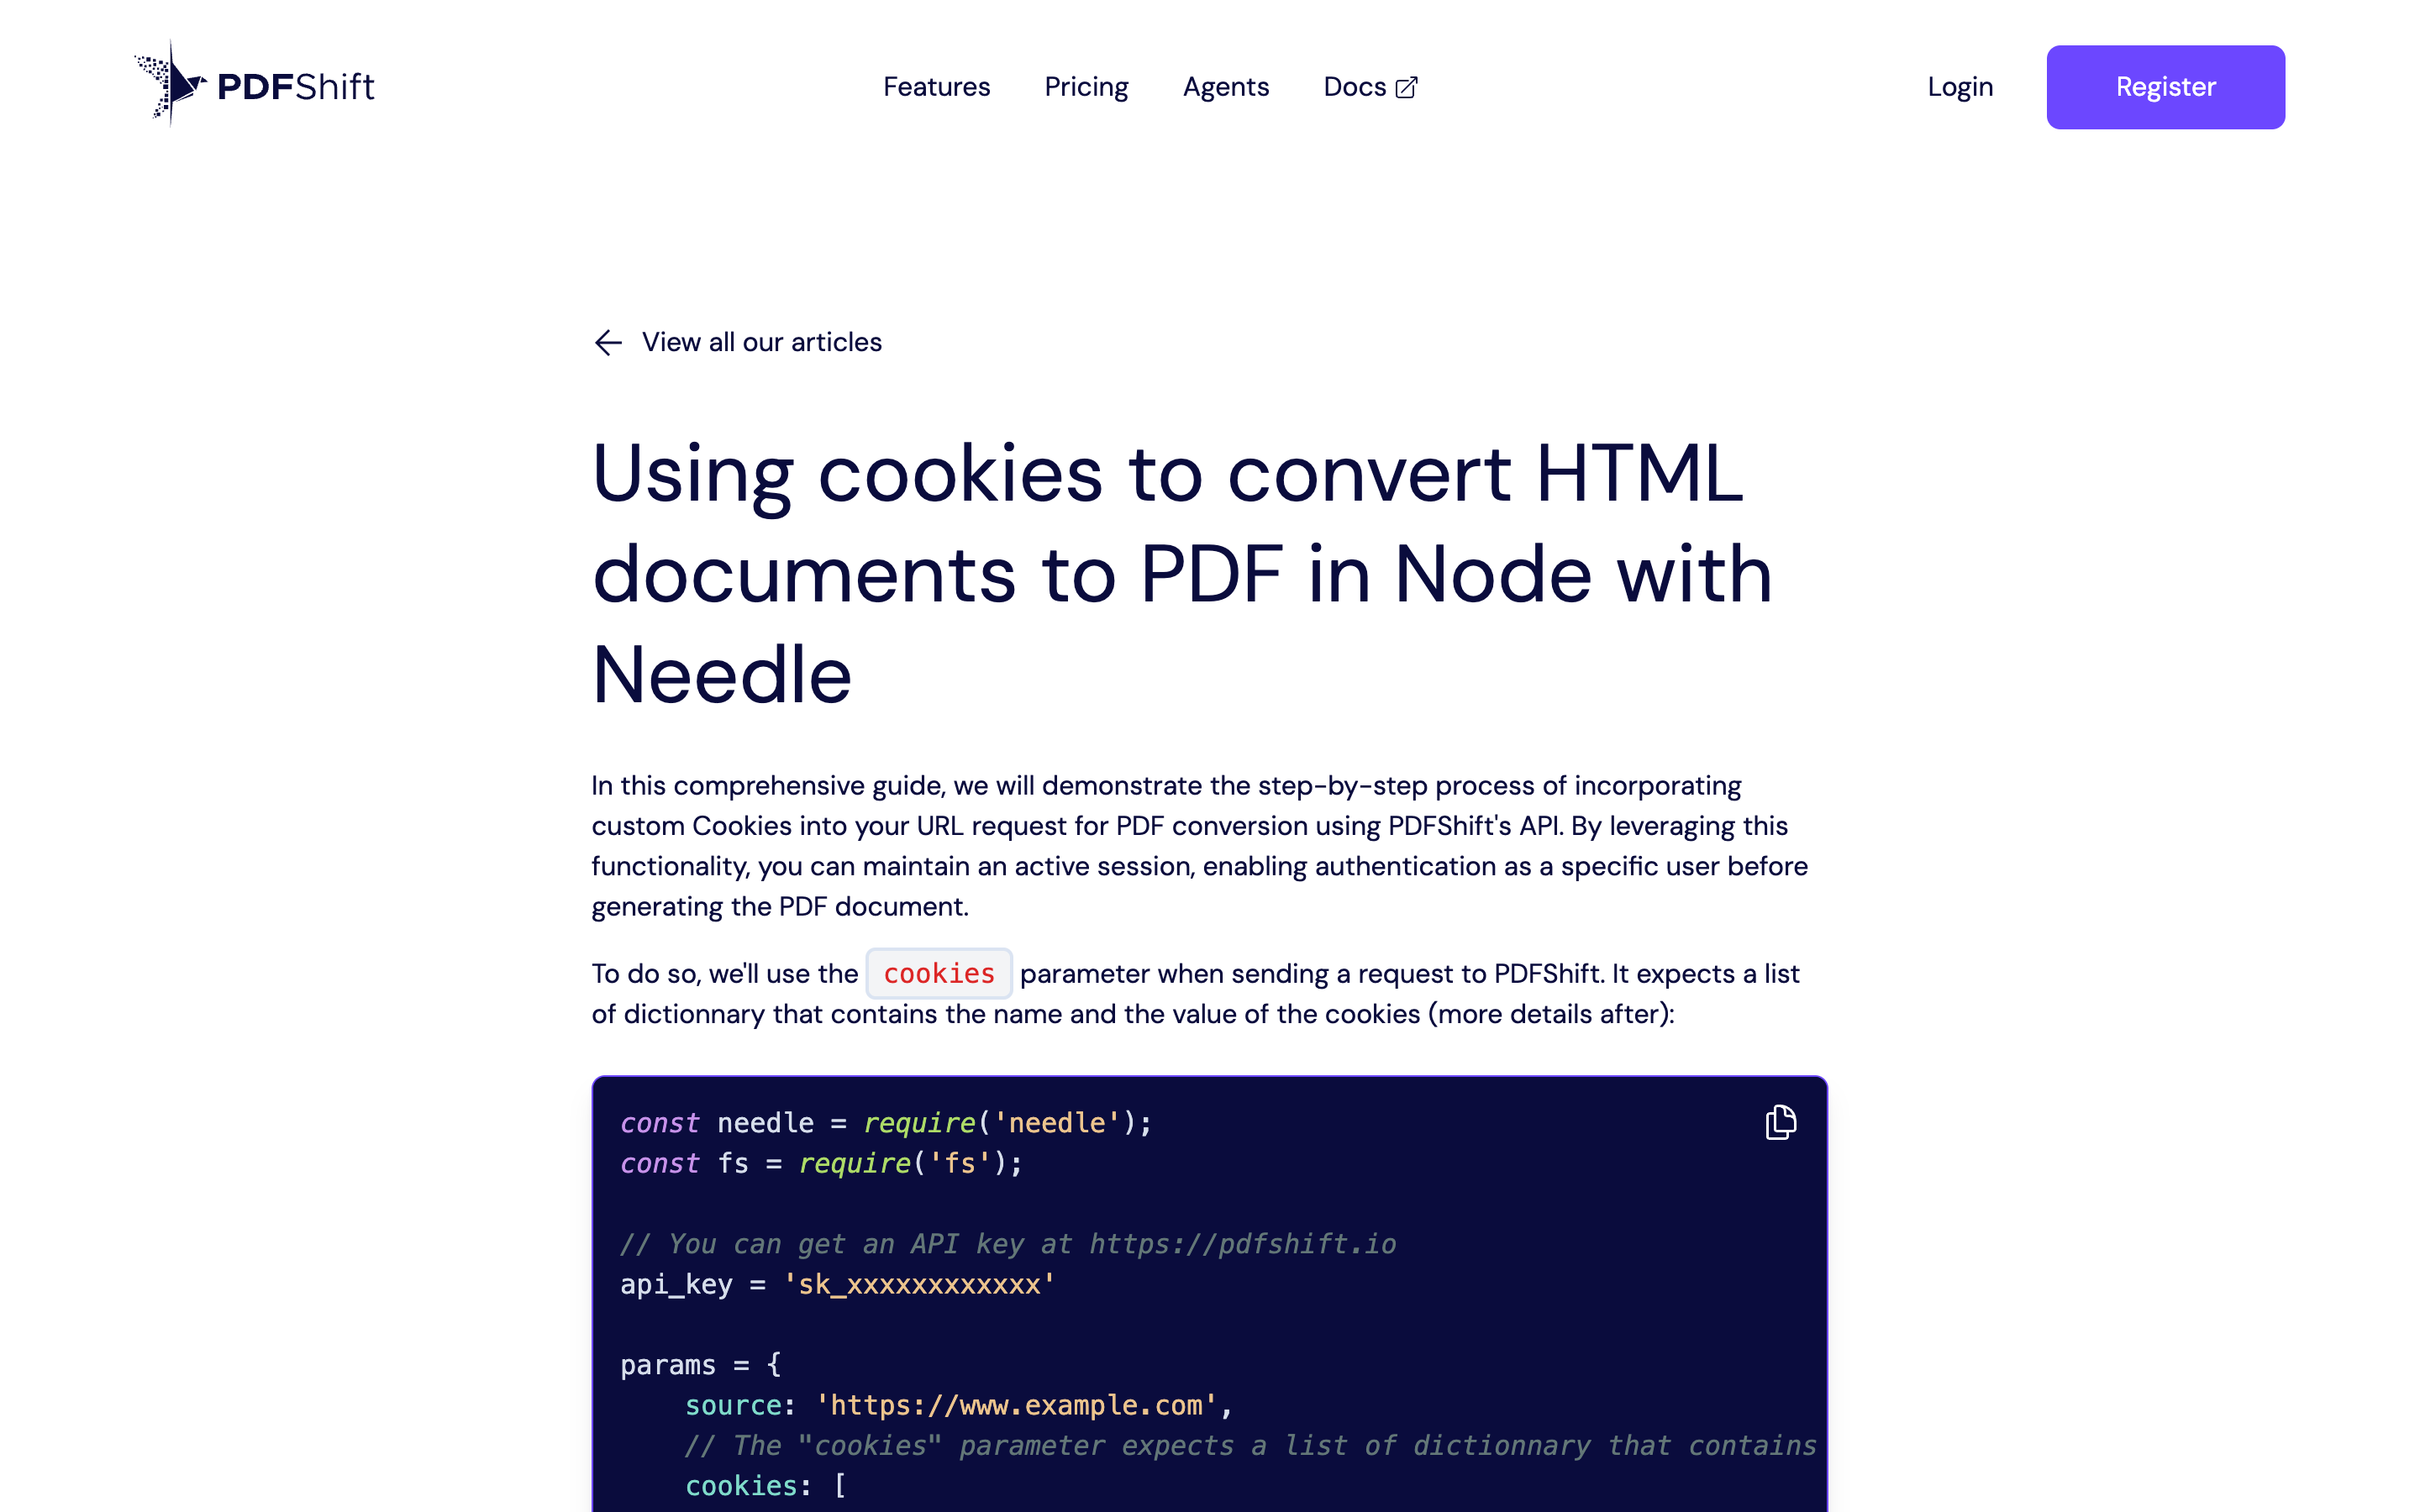 PDFShift
Features
Pricing
Agents
Docs
Login
Register
View all our articles
Using cookies to convert HTML
documents to PDF in Node with
Needle
In this comprehensive guide, we will demonstrate the step-by-step process of incorporating
custom Cookies into your URL request for PDF conversion using PDFShift's API. By leveraging this
functionality, you can maintain an active session, enabling authentication as a specific user before
generating the PDF document.
To do so, we'll use the cookies parameter when sending a request to PDFShift. It expects a list
of dictionnary that contains the name and the value of the cookies (more details after):
const needle = require('needle');
const fs = require('fs');
// You can get an API key at https://pdfshift.io
api_key = 'sk_xxxxxxxxxxxx'
params = {
source: 'https://www.example.com',
// The "cookies" parameter expects a list of dictionnary that contains
cookies: [